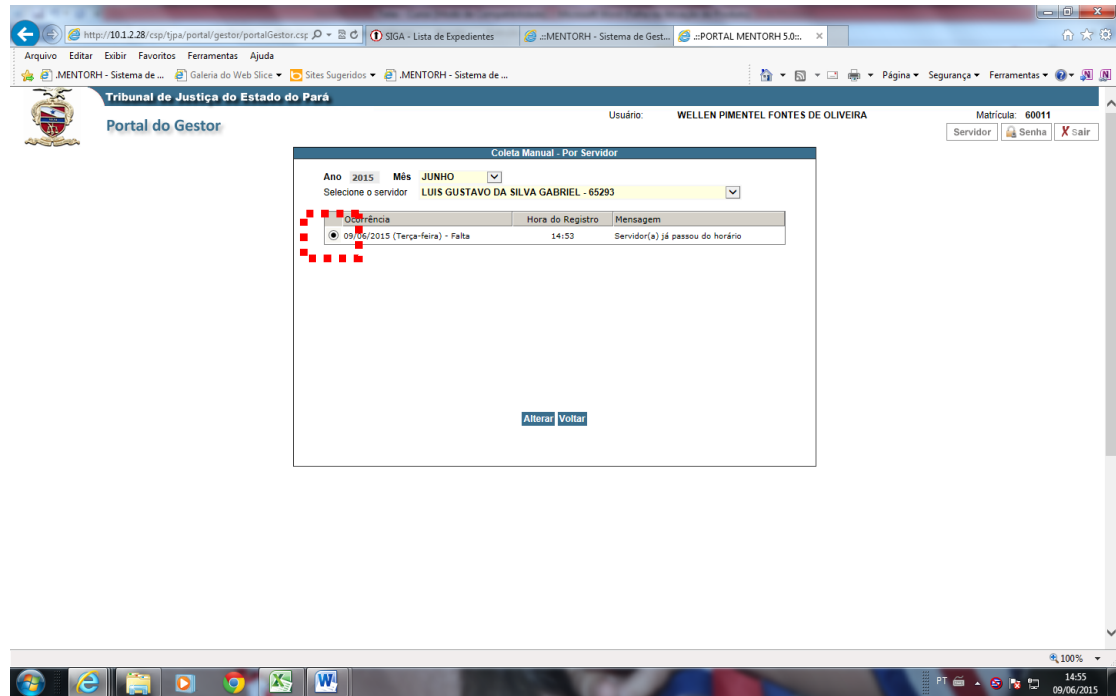 http://10.1.2.28/csp/tjpa/portal/gestor/portalGestor.csp
SIGA - Lista de Expedientes
.::MENTORH - Sistema de Gest...
.::PORTAL MENTORH 5.0::.
Arquivo Editar Exibir Favoritos Ferramentas Ajuda
.MENTORH - Sistema de ... Galeria do Web Slice Sites Sugeridos .MENTORH - Sistema de ...
Página Segurança Ferramentas
Tribunal de Justiça do Estado do Pará
Portal do Gestor
Usuário: WELLEN PIMENTEL FONTES DE OLIVEIRA Matrícula: 60011
Servidor Senha X Sair
Coleta Manual - Por Servidor
Ano 2015 Mês JUNHO
Selecione o servidor LUIS GUSTAVO DA SILVA GABRIEL - 65293
Ocorrência Hora do Registro Mensagem
09/06/2015 (Terça-feira) - Falta 14:53 Servidor(a) já passou do horário
Alterar Voltar
100%
PT 14:55
09/06/2015